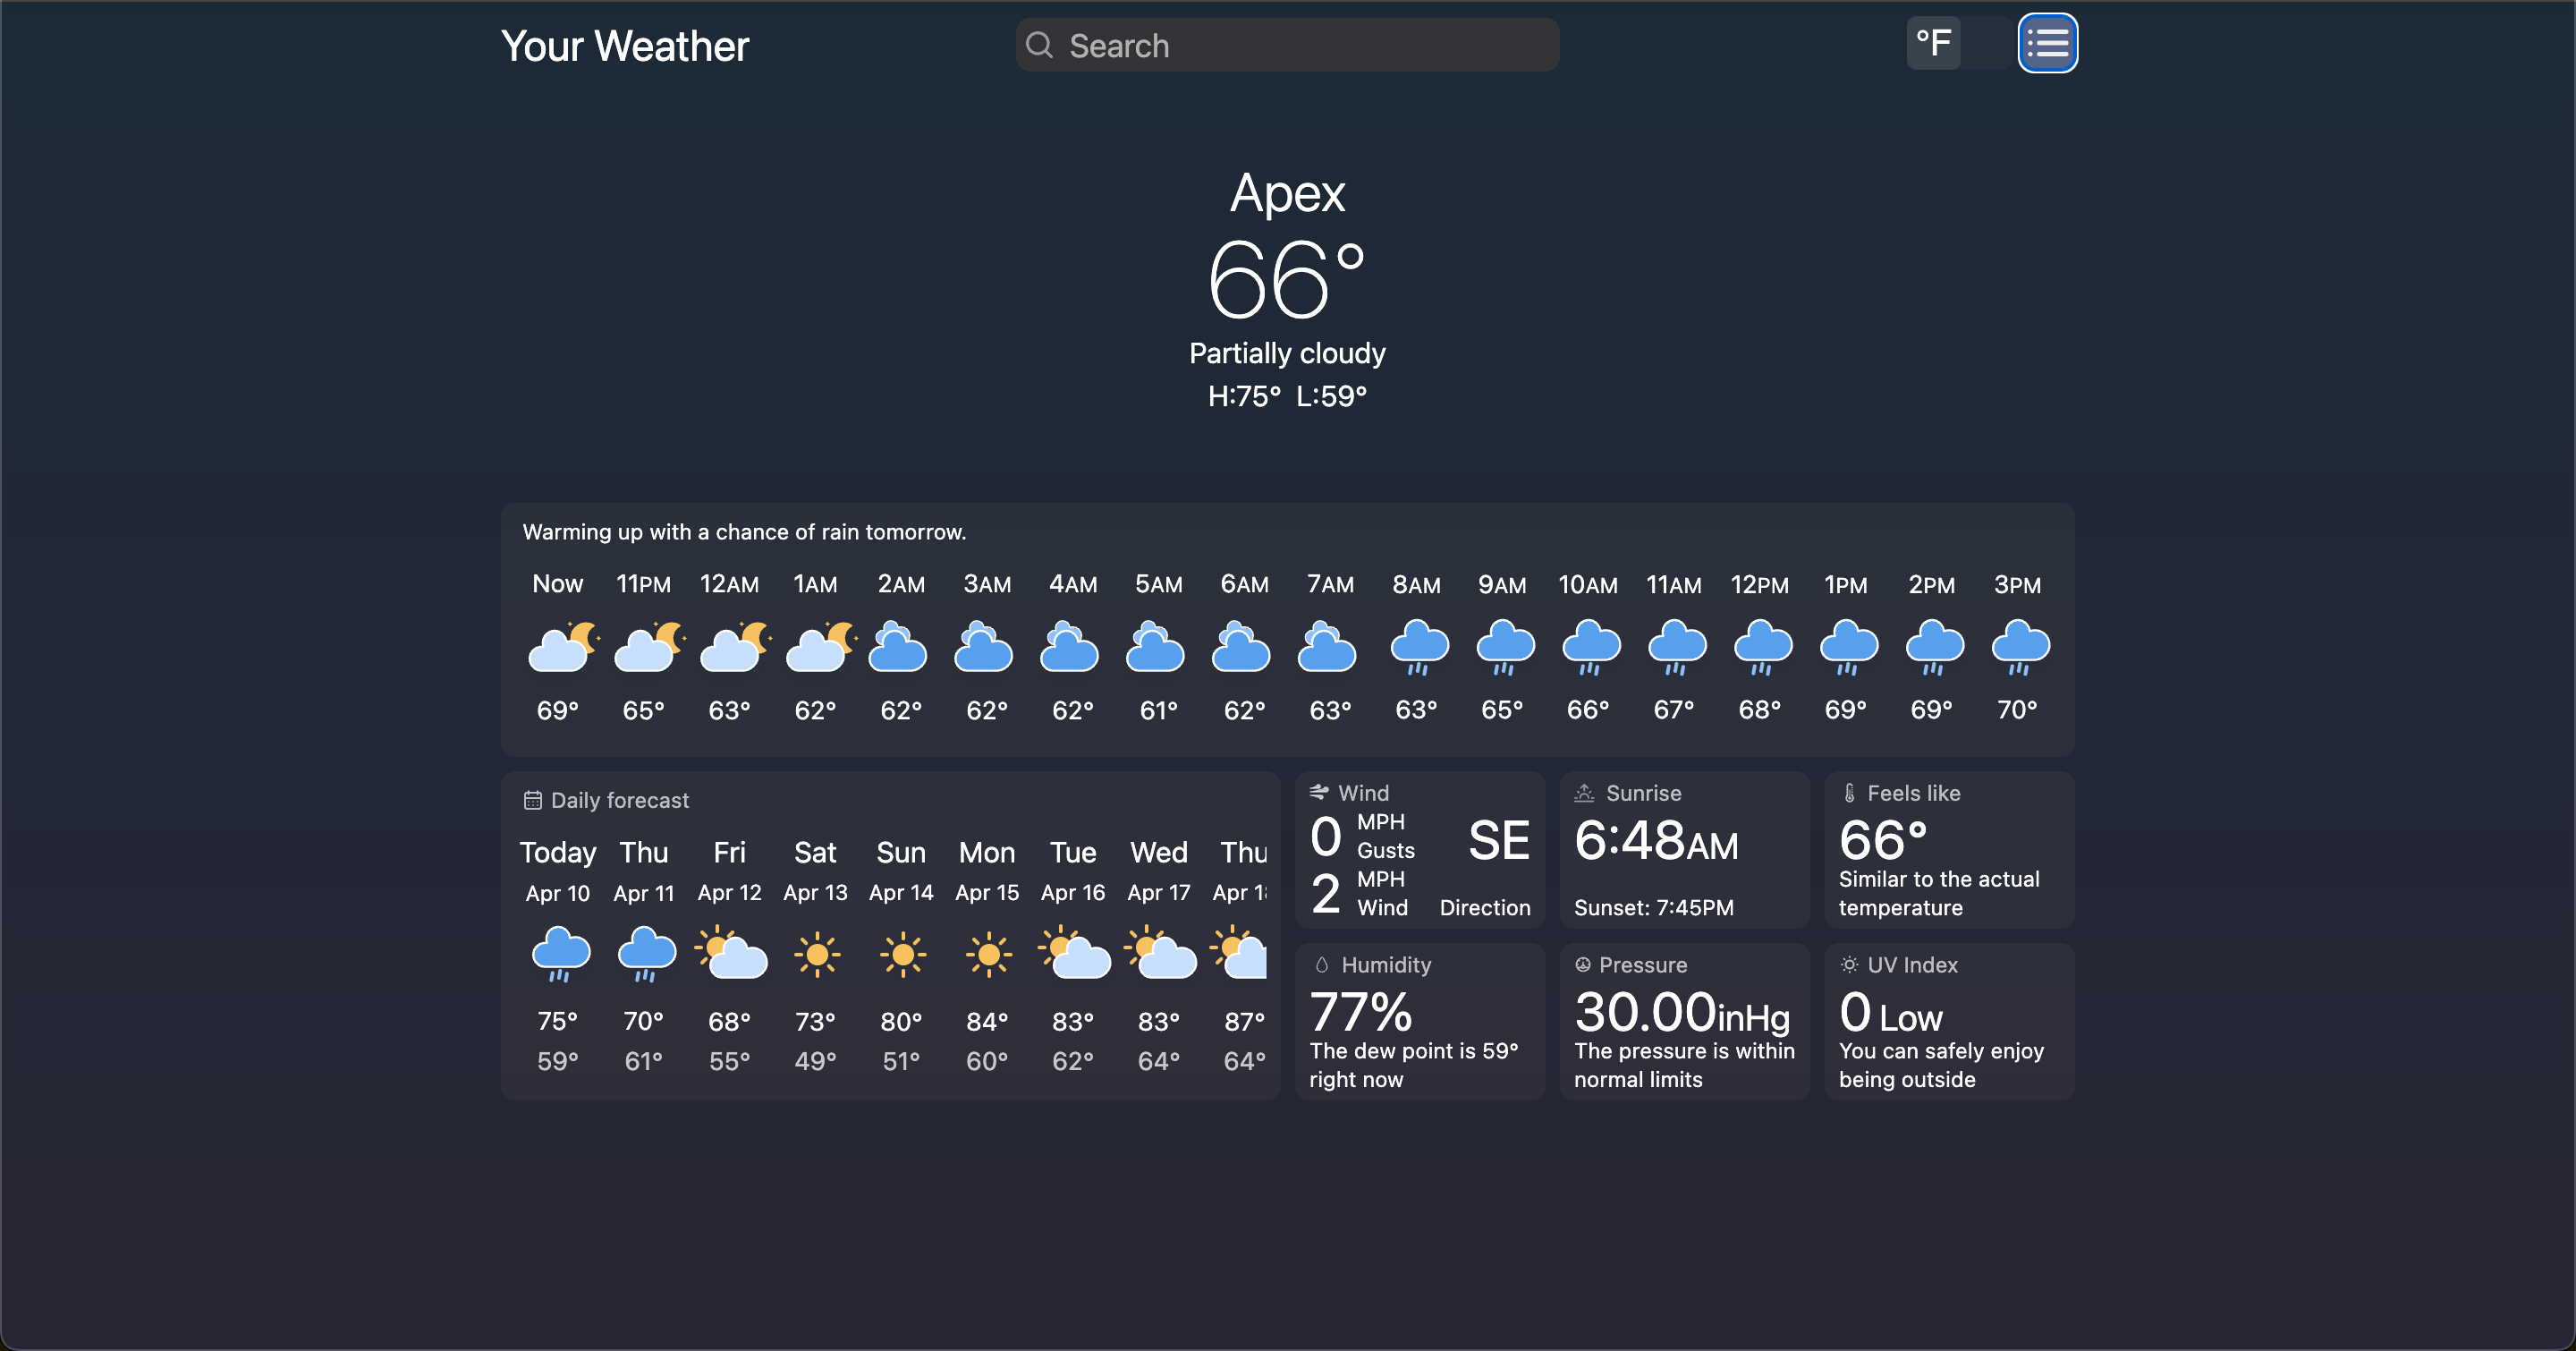 Your Weather
Search
°F
Apex
66°
Partially cloudy
H:75° L:59°
Warming up with a chance of rain tomorrow.
Now 11PM 12AM 1AM 2AM 3AM 4AM 5AM 6AM 7AM 8AM 9AM 10AM 11AM 12PM 1PM 2PM 3PM
69° 65° 63° 62° 62° 62° 62° 61° 62° 63° 63° 65° 66° 67° 68° 69° 69° 70°
Daily forecast
Today Thu Fri Sat Sun Mon Tue Wed Thu
Apr 10 Apr 11 Apr 12 Apr 13 Apr 14 Apr 15 Apr 16 Apr 17 Apr
75° 70° 68° 73° 80° 84° 83° 83° 87°
59° 61° 55° 49° 51° 60° 62° 64° 64°
Wind
0 MPH
Gusts
2 MPH
Wind
SE
Direction
Sunrise
6:48AM
Sunset: 7:45PM
Feels like
66°
Similar to the actual
temperature
Humidity
77%
The dew point is 59°
right now
Pressure
30.00inHg
The pressure is within
normal limits
UV Index
0 Low
You can safely enjoy
being outside